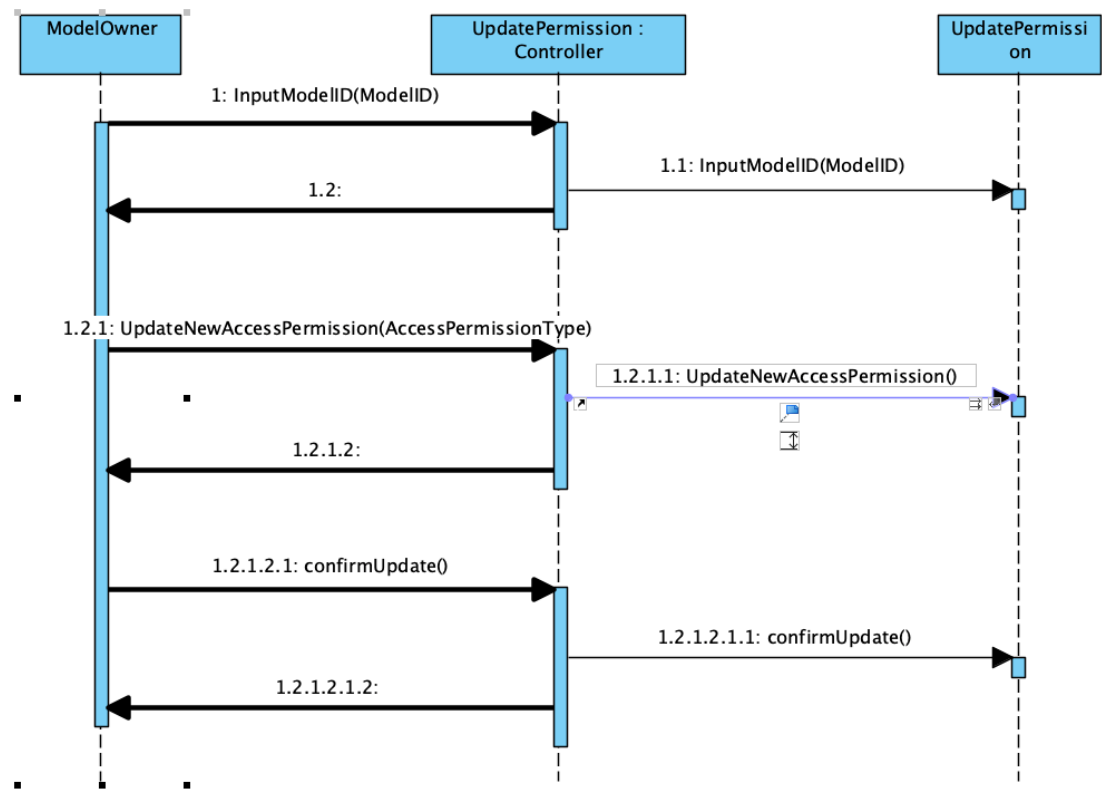 ModelOwner
UpdatePermission :
Controller
UpdatePermissi
on
1: InputModelID(ModelID)
1.1: InputModelID(ModelID)
1.2:
1.2.1: UpdateNewAccessPermission(AccessPermissionType)
1.2.1.1: UpdateNewAccessPermission()
1.2.1.2:
1.2.1.2.1: confirmUpdate()
1.2.1.2.1.1: confirmUpdate()
1.2.1.2.1.2: